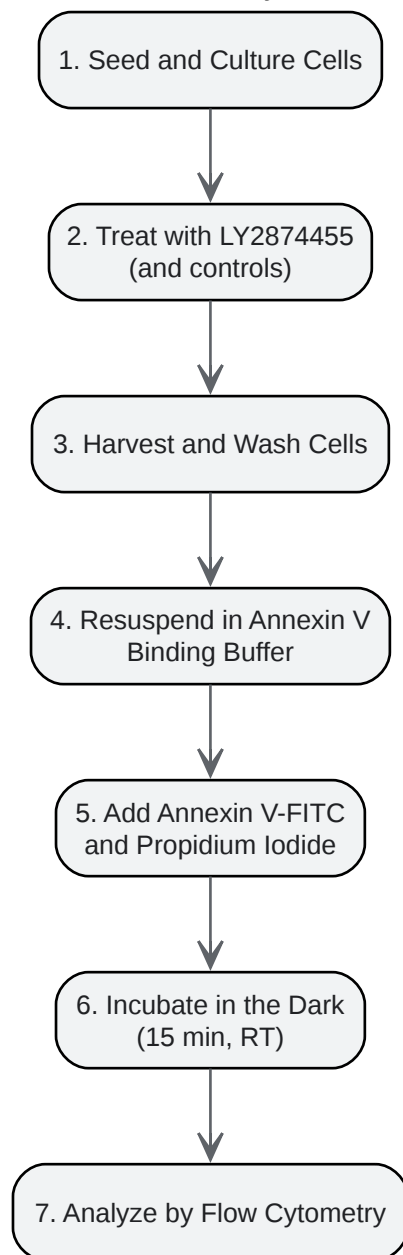 1. Seed and Culture Cells
2. Treat with LY2874455
(and controls)
3. Harvest and Wash Cells
4. Resuspend in Annexin V
Binding Buffer
5. Add Annexin V-FITC
and Propidium Iodide
6. Incubate in the Dark
(15 min, RT)
7. Analyze by Flow Cytometry